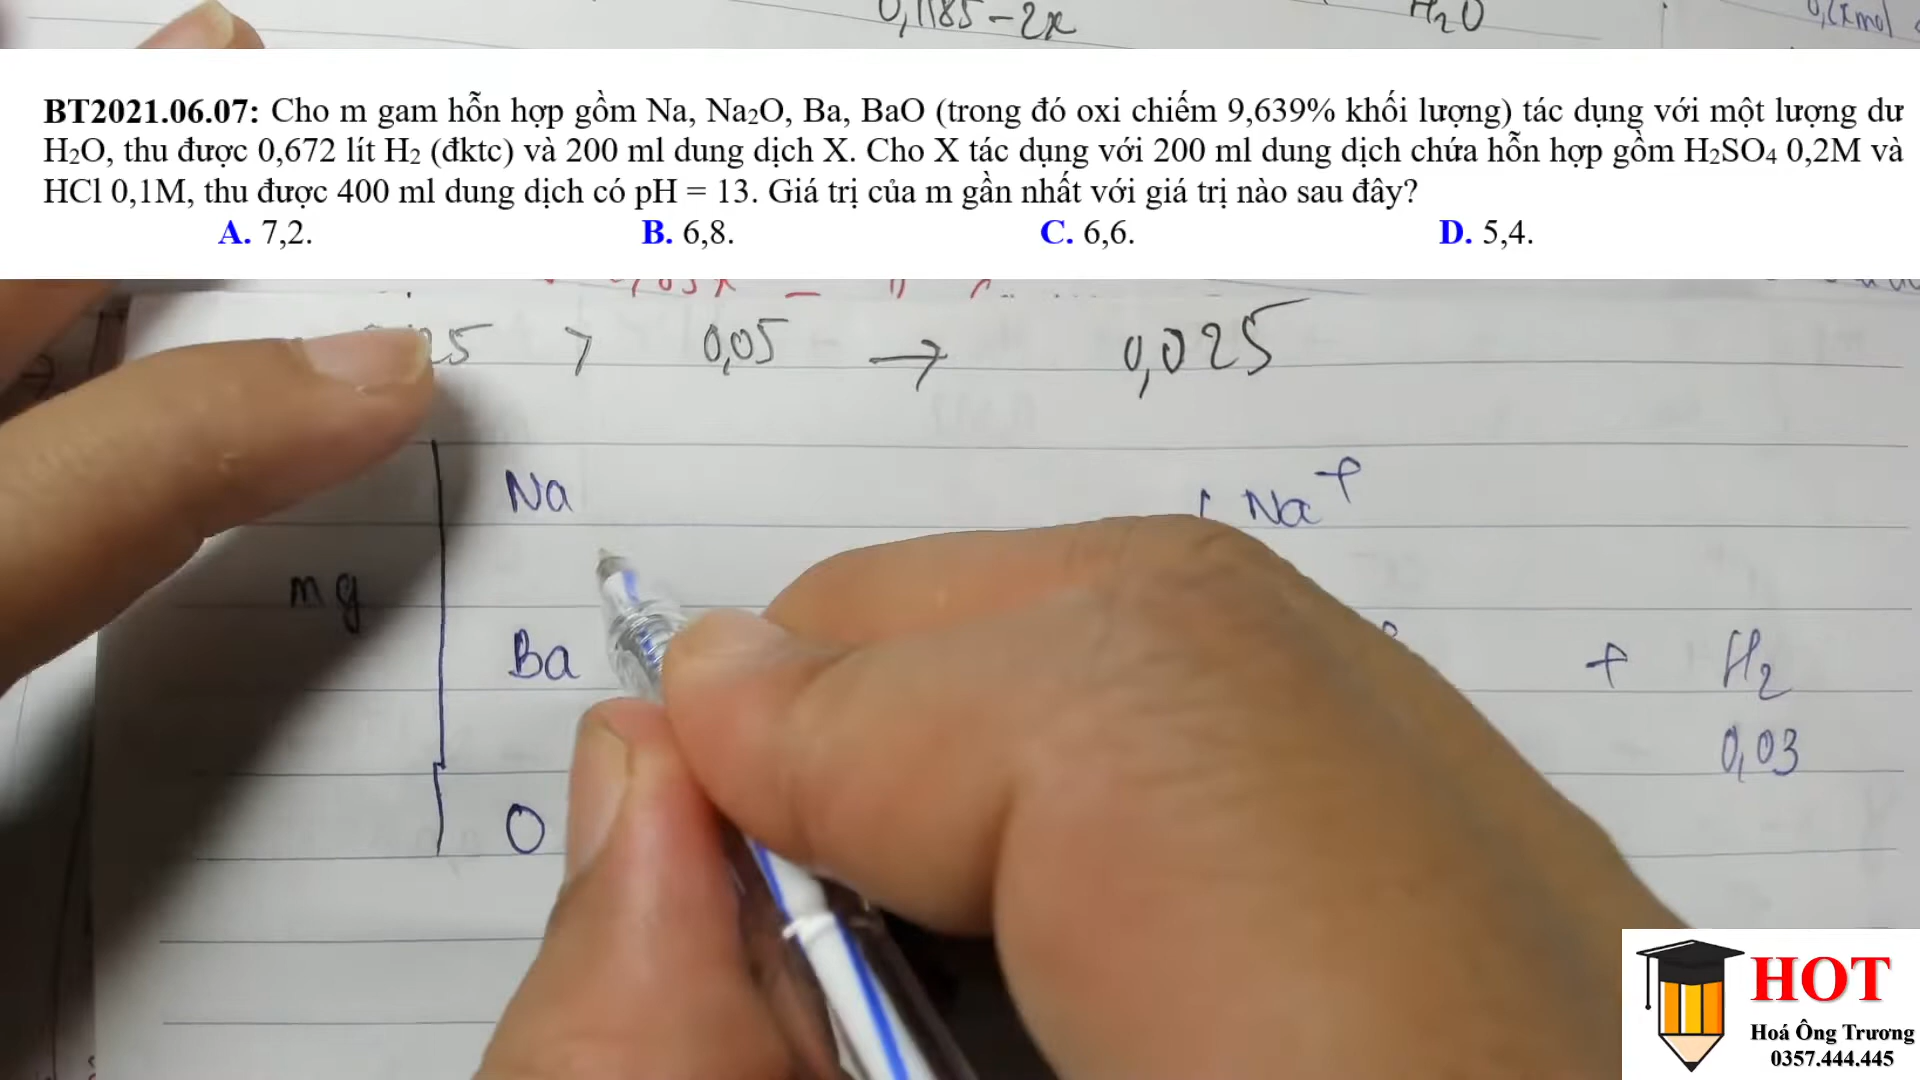 0,1185-2x
H₂O
BT2021.06.07: Cho m gam hỗn hợp gồm Na, Na₂O, Ba, BaO (trong đó oxi chiếm 9,639% khối lượng) tác dụng với một lượng dư
H₂O, thu được 0,672 lít H₂ (đktc) và 200 ml dung dịch X. Cho X tác dụng với 200 ml dung dịch chứa hỗn hợp gồm H₂SO₄ 0,2M và
HCl 0,1M, thu được 400 ml dung dịch có pH = 13. Giá trị của m gần nhất với giá trị nào sau đây?
A. 7,2. B. 6,8. C. 6,6. D. 5,4.
> 0,05 → 0,025
Na
Na⁺
mg
Ba
+ H₂
0,03
O
HOT
Hoá Ông Trương
0357.444.445